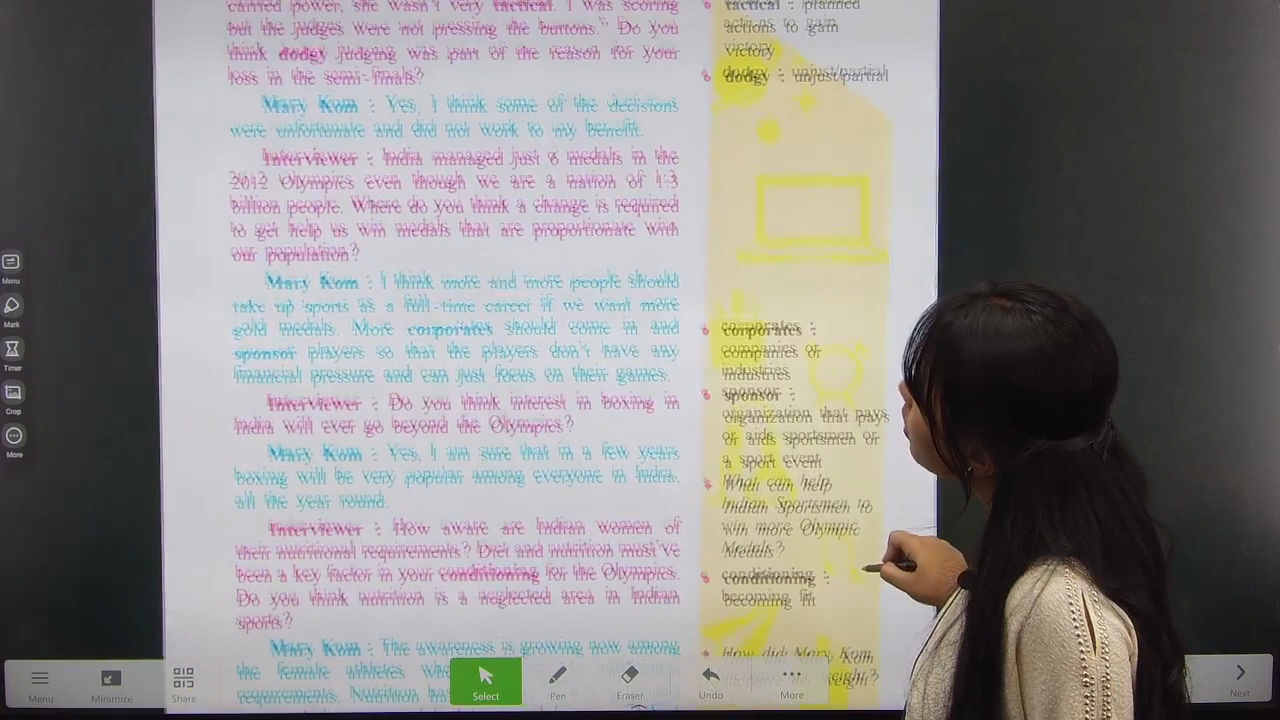 carried power, she wasn't very tactical. I was scoring
but the judges were not pressing the buttons." Do you
think dodgy judging was part of the reason for your
loss in the semi-finals?
Mary Kom : Yes, I think some of the decisions
were unfortunate and did not work to my benefit.
Interviewer : India managed just 6 medals in the
2012 Olympics even though we are a nation of 1.3
billion people. Where do you think a change is required
to get help us win medals that are proportionate with
our population?
Mary Kom : I think more and more people should
take up sports as a full-time career if we want more
gold medals. More corporates should come in and
sponsor players so that the players don't have any
financial pressure and can just focus on their games.
Interviewer : Do you think interest in boxing in
India will ever go beyond the Olympics?
Mary Kom : Yes, I am sure that in a few years
boxing will be very popular among everyone in India,
all the year round.
Interviewer : How aware are Indian women of
their nutritional requirements? Diet and nutrition must've
been a key factor in your conditioning for the Olympics.
Do you think nutrition is a neglected area in Indian
sports?
Mary Kom : The awareness is growing now among
the female athletes
requirements. Nutrition
tactical : planned
actions to gain
victory
dodgy : unjust/partial
corporates :
companies or
industries
sponsor :
organization that pays
or aids sportsmen or
a sport event
What can help
Indian Sportsmen to
win more Olympic
Medals?
conditioning :
becoming fit
How did Mary Kom
Menu
Mark
Timer
Crop
More
Menu
Minimize
Share
Select
Pen
Eraser
Undo
More
Next